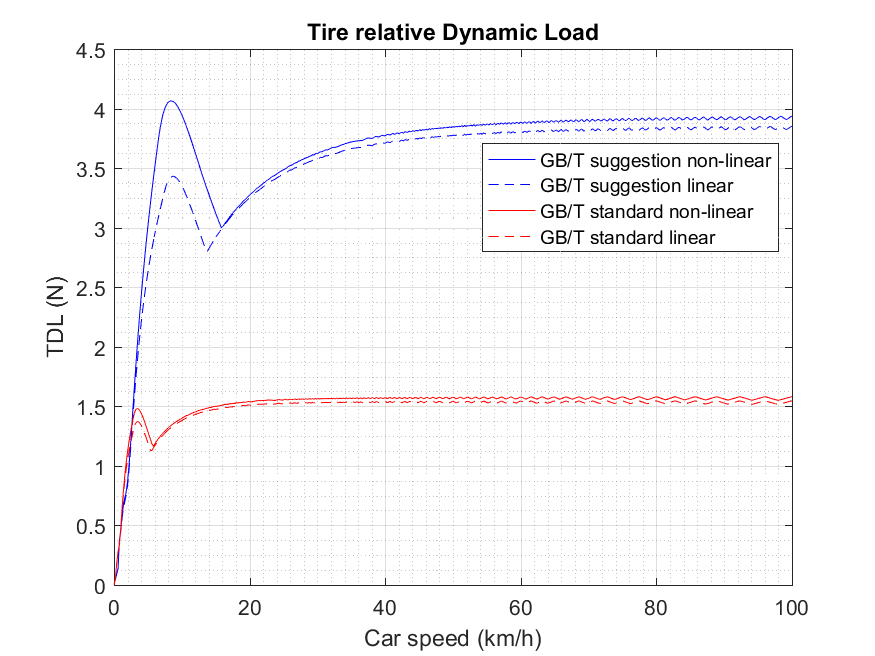 Tire relative Dynamic Load
4.5
4
3.5
3
2.5
2
1.5
1
0.5
0
TDL (N)
GB/T suggestion non-linear
GB/T suggestion linear
GB/T standard non-linear
GB/T standard linear
0 20 40 60 80 100
Car speed (km/h)